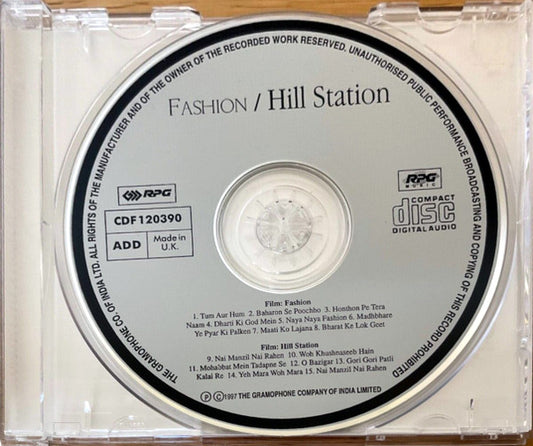 ALL RIGHTS OF THE MANUFACTURER AND OF THE OWNER OF THE RECORDED WORK RESERVED. UNAUTHORISED PUBLIC PERFORMANCE BROADCASTING AND COPYING OF THIS RECORD PROHIBITED
THE GRAMOPHONE CO. OF INDIA LTD.
FASHION / Hill Station
RPG
CDF120390
ADD Made in
U.K.
RPG
MUSIC
COMPACT
disc
DIGITAL AUDIO
Film: Fashion
1. Tum Aur Hum 2. Baharon Se Poochbo 3. Honthon Pe Tera
Naam 4. Dharti Ki God Mein 5. Naya Naya Fashion 6. Madhbhare
Ye Pyar Ki Palken 7. Maati Ko Lajana 8. Bharat Ke Lok Geet
Film: Hill Station
9. Nai Manzil Nai Rahen 10. Woh Khushnaseeb Hain
11. Mohabbat Mein Tadapne Se 12. O Bazigar 13. Gori Gori Patli
Kalai Re 14. Yeh Mara Woh Mara 15. Nai Manzil Nai Rahen
Ⓟ ©1997 THE GRAMOPHONE COMPANY OF INDIA LIMITED